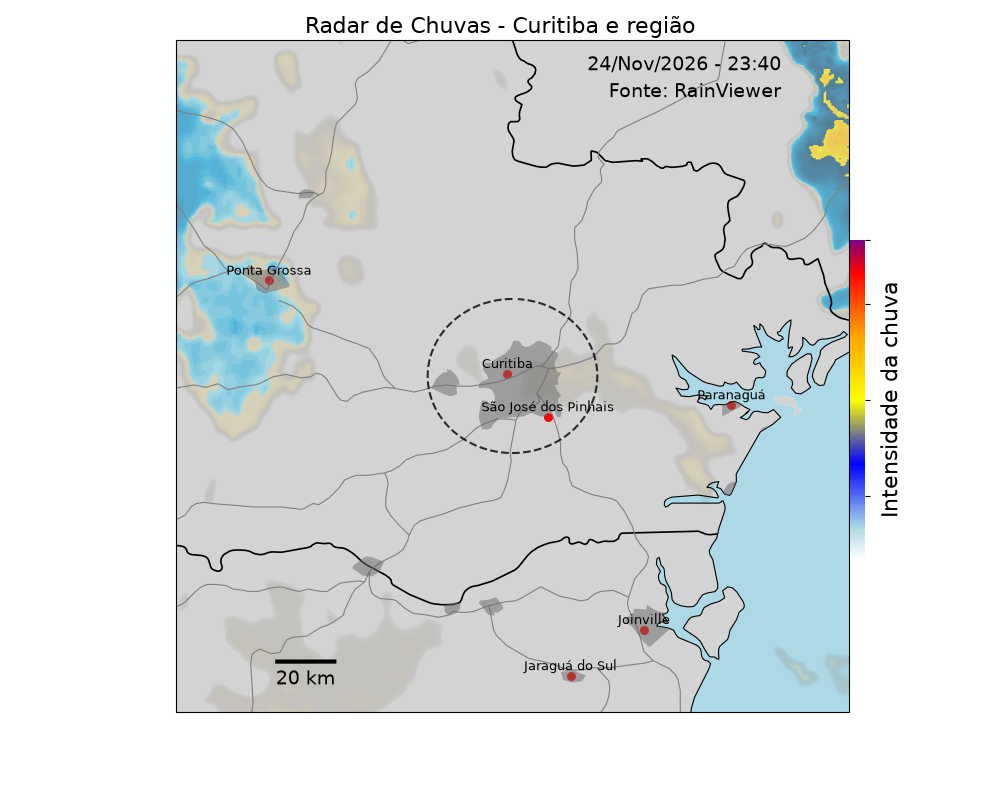 Radar de Chuvas - Curitiba e região
24/Nov/2026 - 23:40
Fonte: RainViewer
Ponta Grossa
Curitiba
Paranaguá
São José dos Pinhais
Intensidade da chuva
Joinville
Jaraguá do Sul
20 km